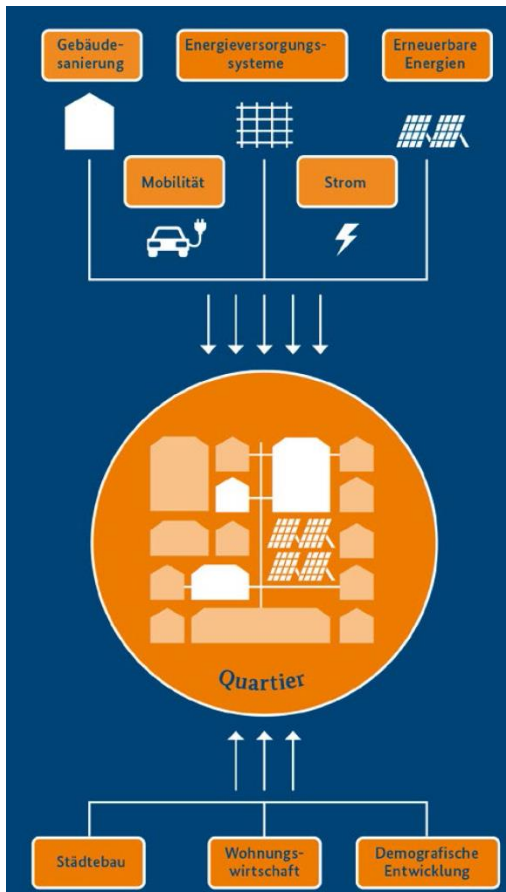 Gebäude-
sanierung
Energieversorgungs-
systeme
Erneuerbare
Energien
Mobilität
Strom
Quartier
Städtebau
Wohnungs-
wirtschaft
Demografische
Entwicklung